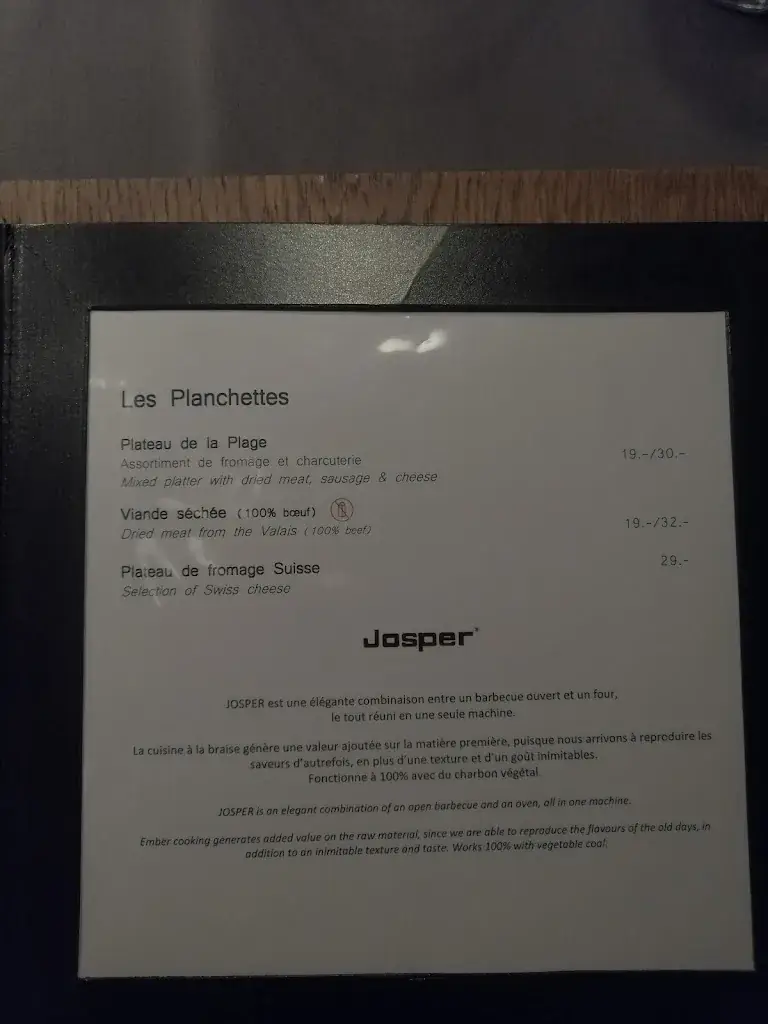 Les Planchettes
Plateau de la Plage
Assortiment de fromage et charcuterie
19.-/30.-
Mixed platter with dried meat, sausage & cheese
Viande séchée (100% bœuf)
19.-/32.-
Dried meat from the Valais (100% beef)
Plateau de fromage Suisse
29.-
Selection of Swiss cheese
Josper®
JOSPER est une élégante combinaison entre un barbecue ouvert et un four,
le tout réuni en une seule machine.
La cuisine à la braise génère une valeur ajoutée sur la matière première, puisque nous arrivons à reproduire les
saveurs d'autrefois, en plus d'une texture et d'un goût inimitables.
Fonctionne à 100% avec du charbon végétal.
JOSPER is an elegant combination of an open barbecue and an oven, all in one machine.
Ember cooking generates added value on the raw material, since we are able to reproduce the flavours of the old days, in
addition to an inimitable texture and taste. Works 100% with vegetable coal.